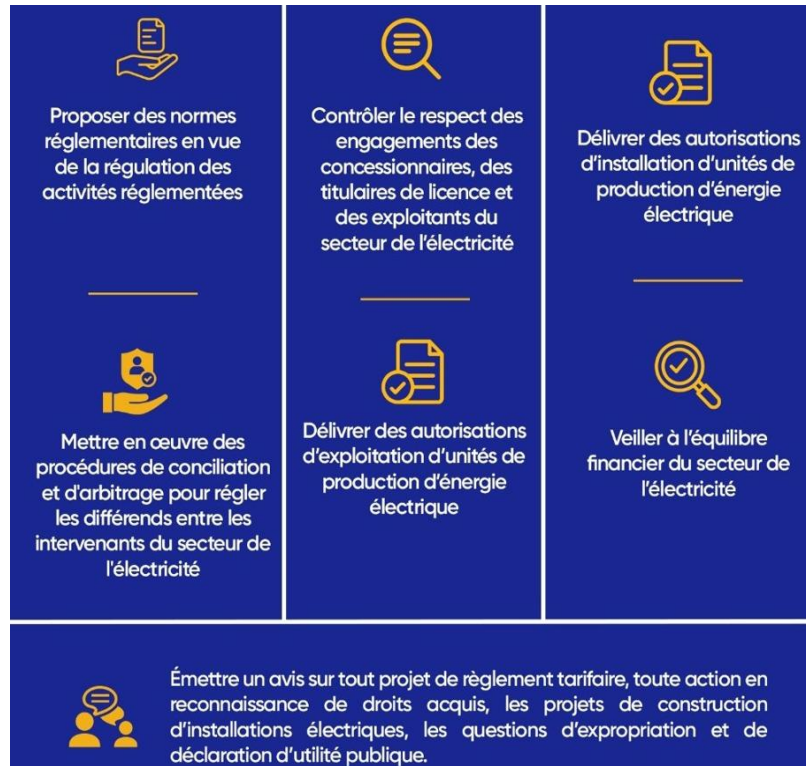 Proposer des normes
réglementaires en vue
de la régulation des
activités réglementées
Contrôler le respect des
engagements des
concessionnaires, des
titulaires de licence et
des exploitants du
secteur de l’électricité
Délivrer des autorisations
d’installation d’unités de
production d’énergie
électrique
Mettre en œuvre des
procédures de conciliation
et d'arbitrage pour régler
les différends entre les
intervenants du secteur de
l'électricité
Délivrer des autorisations
d’exploitation d’unités de
production d’énergie
électrique
Veiller à l’équilibre
financier du secteur de
l’électricité
Émettre un avis sur tout projet de règlement tarifaire, toute action en
reconnaissance de droits acquis, les projets de construction
d’installations électriques, les questions d’expropriation et de
déclaration d’utilité publique.